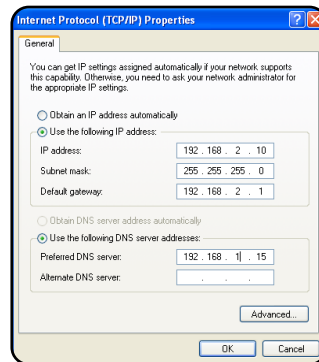 Internet Protocol (TCP/IP) Properties
General
You can get IP settings assigned automatically if your network supports
this capability. Otherwise, you need to ask your network administrator for
the appropriate IP settings.
Obtain an IP address automatically
Use the following IP address:
IP address: 192 . 168 . 2 . 10
Subnet mask: 255 . 255 . 255 . 0
Default gateway: 192 . 168 . 2 . 1
Obtain DNS server address automatically
Use the following DNS server addresses:
Preferred DNS server: 192 . 168 . 1 . 15
Alternate DNS server: . . .
Advanced...
OK Cancel